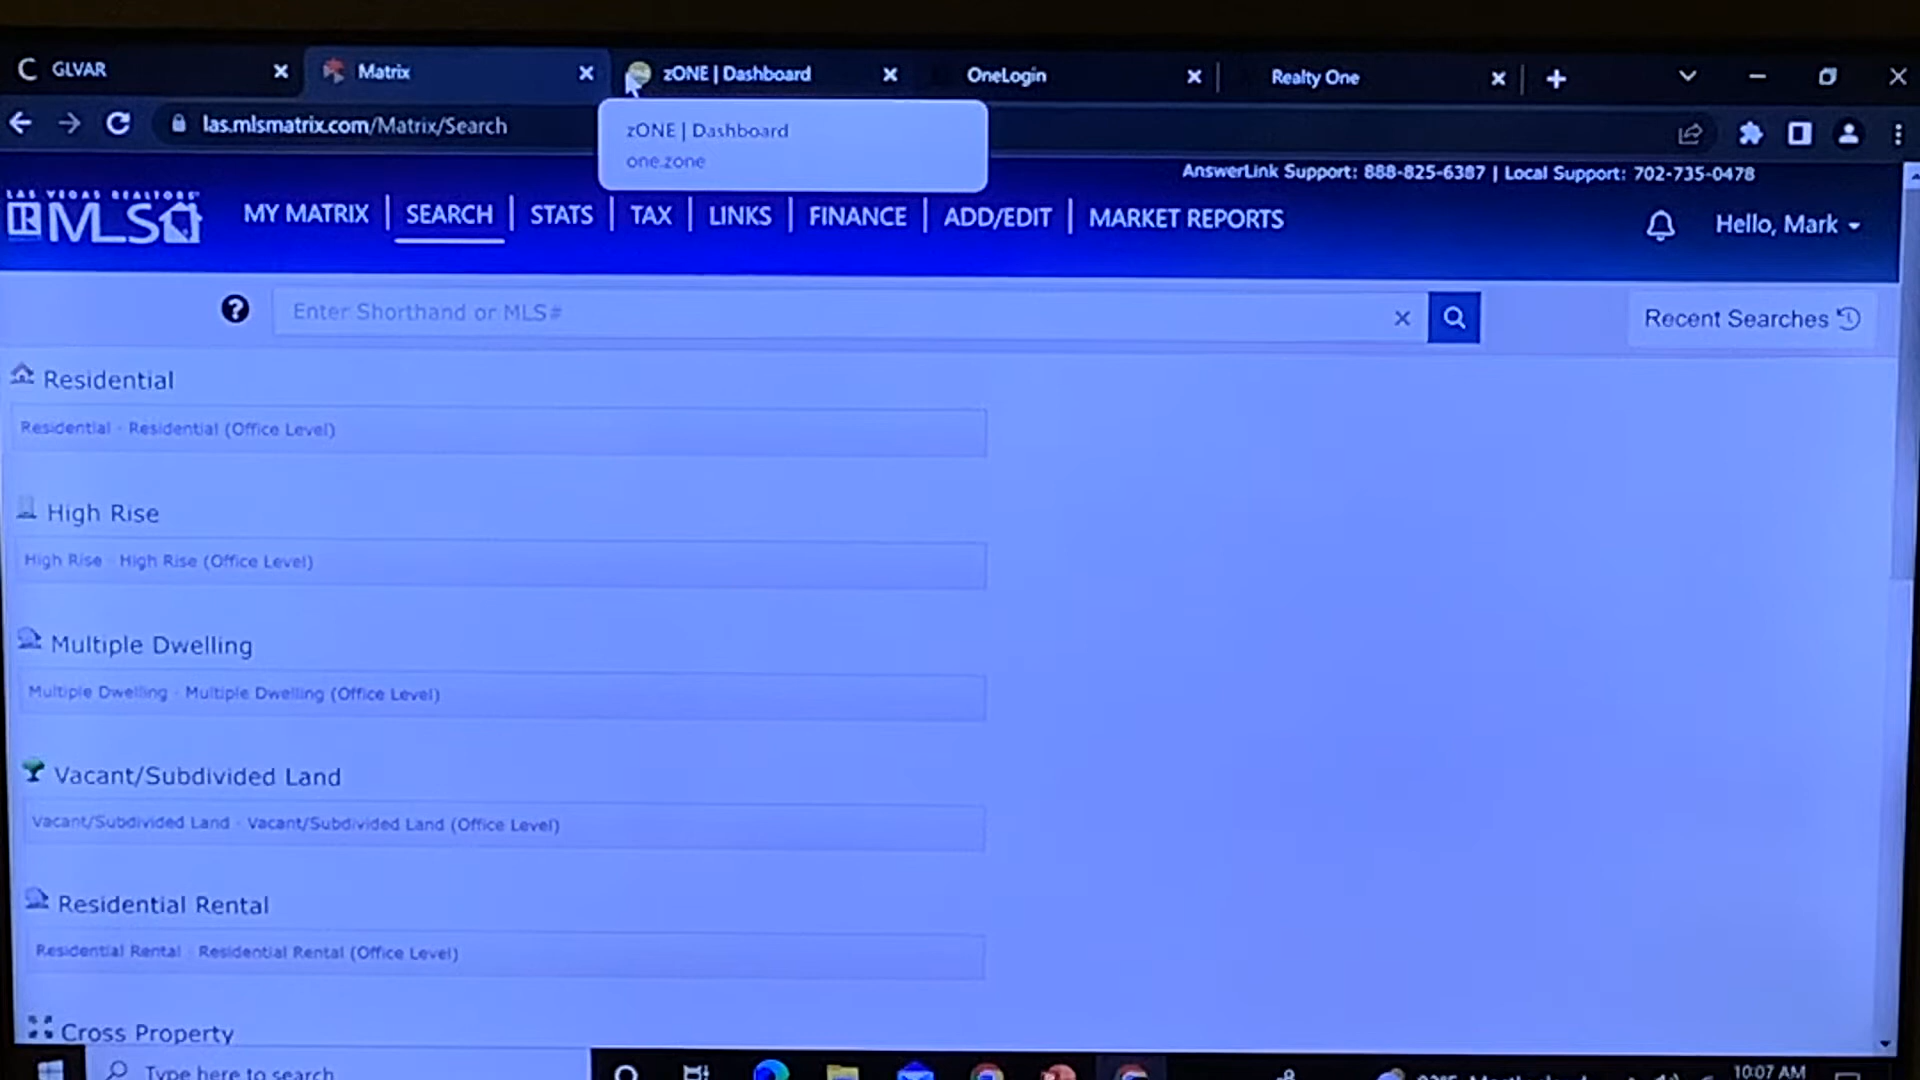 GLVAR
Matrix
zONE | Dashboard
OneLogin
Realty One
las.mlsmatrix.com/Matrix/Search
zONE | Dashboard
one.zone
AnswerLink Support: 888-825-6387 | Local Support: 702-735-0478
LAS VEGAS REALTORS®
MLS
MY MATRIX | SEARCH | STATS | TAX | LINKS | FINANCE | ADD/EDIT | MARKET REPORTS
Hello, Mark
Enter Shorthand or MLS#
Recent Searches
Residential
Residential - Residential (Office Level)
High Rise
High Rise - High Rise (Office Level)
Multiple Dwelling
Multiple Dwelling - Multiple Dwelling (Office Level)
Vacant/Subdivided Land
Vacant/Subdivided Land - Vacant/Subdivided Land (Office Level)
Residential Rental
Residential Rental - Residential Rental (Office Level)
Cross Property
Type here to search
10:07 AM